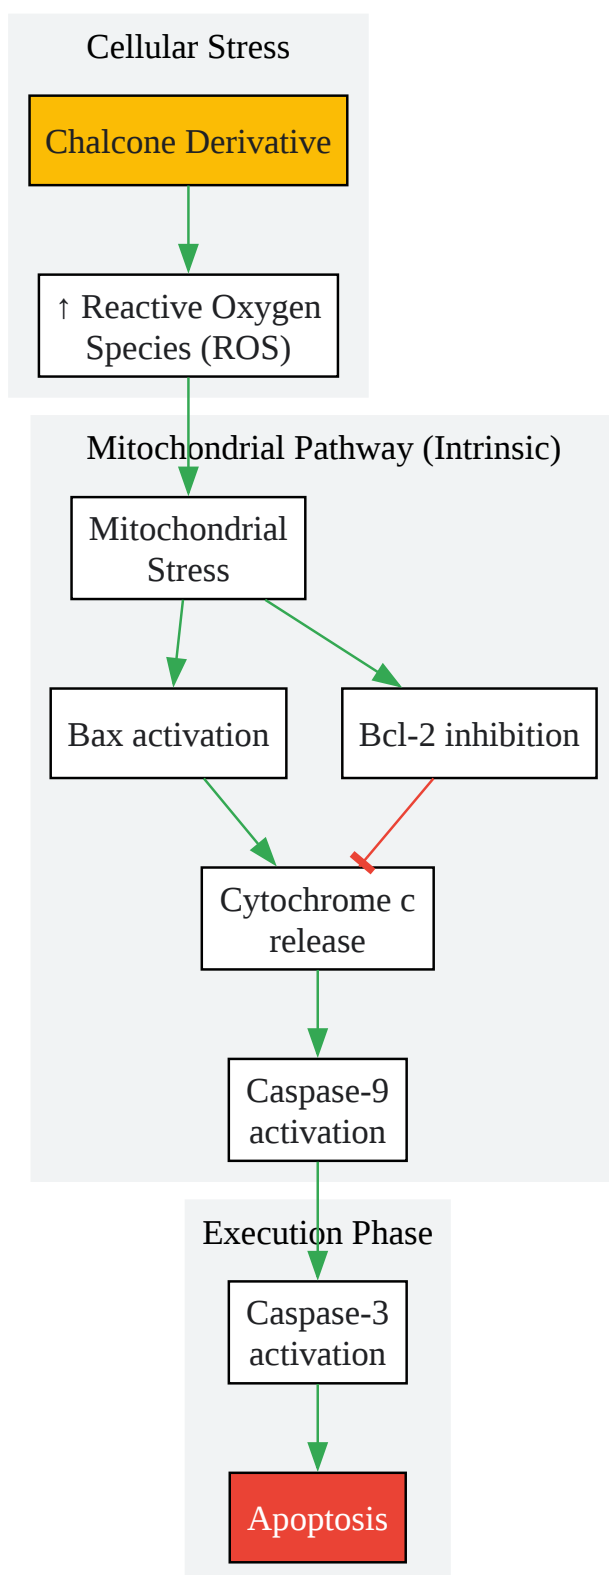 Cellular Stress
Chalcone Derivative
↑ Reactive Oxygen
Species (ROS)
Mitochondrial Pathway (Intrinsic)
Mitochondrial
Stress
Bax activation
Bcl-2 inhibition
Cytochrome c
release
Caspase-9
activation
Execution Phase
Caspase-3
activation
Apoptosis